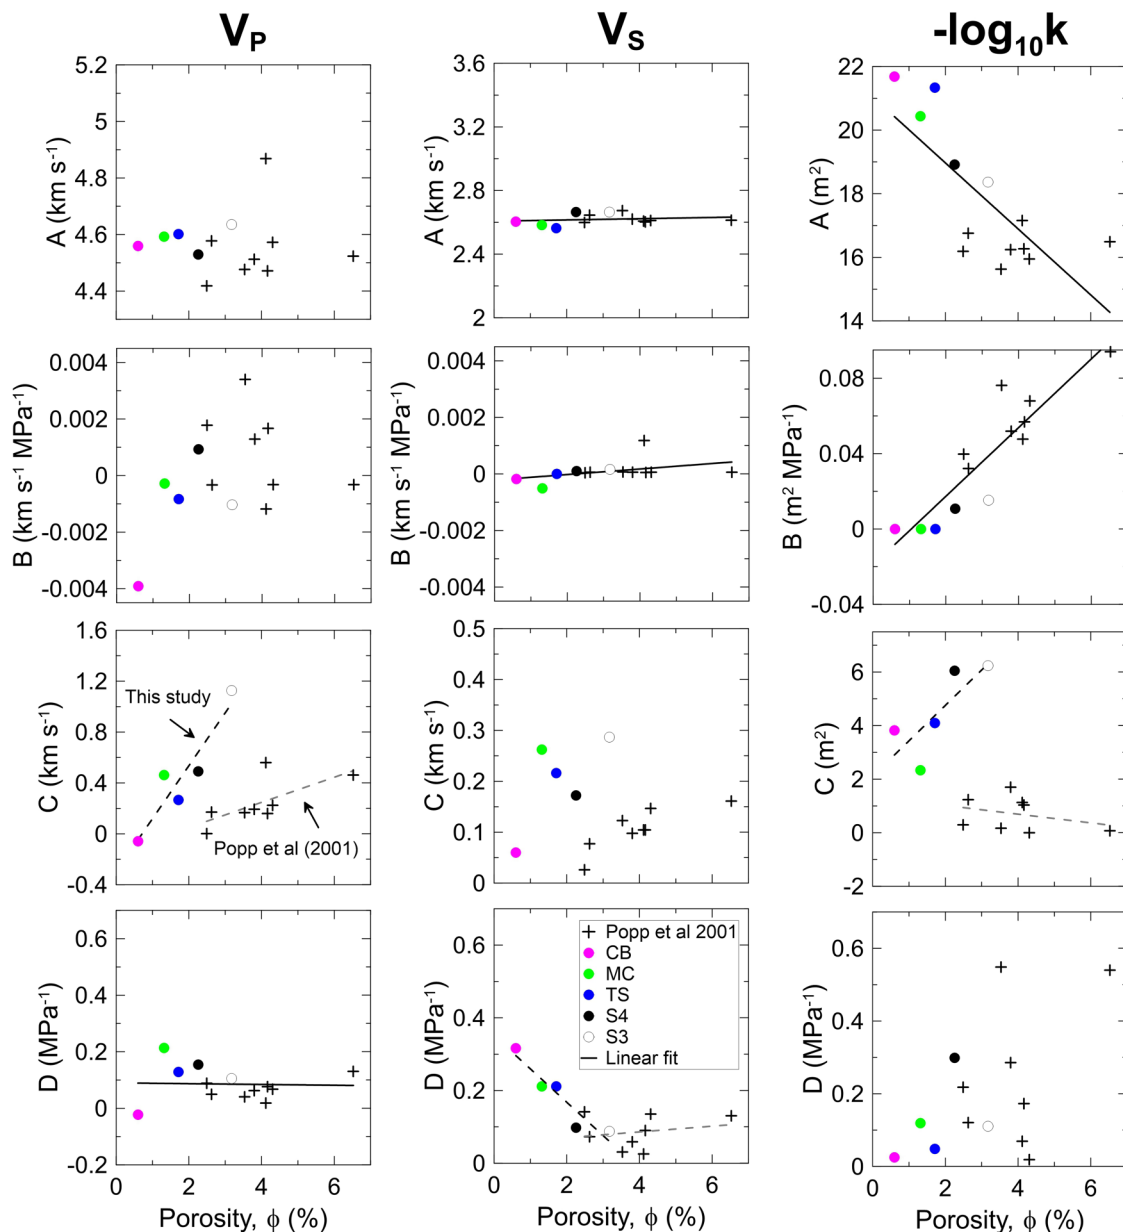 V_P V_S -log₁₀k
5.2
5
4.8
4.6
4.4
A (km s⁻¹)
3.6
3.2
2.8
2.4
2
A (km s⁻¹)
22
20
18
16
14
A (m²)
0.004
0.002
0
-0.002
-0.004
B (km s⁻¹ MPa⁻¹)
0.004
0.002
0
-0.002
-0.004
B (km s⁻¹ MPa⁻¹)
0.08
0.04
0
-0.04
B (m² MPa⁻¹)
1.6
1.2
0.8
0.4
0
-0.4
C (km s⁻¹)
This study
Popp et al (2001)
0.5
0.4
0.3
0.2
0.1
0
C (km s⁻¹)
6
4
2
0
-2
C (m²)
0.6
0.4
0.2
0
-0.2
D (MPa⁻¹)
0 2 4 6
Porosity, ϕ (%)
0.6
0.4
0.2
0
D (MPa⁻¹)
Popp et al 2001
CB
MC
TS
S4
S3
Linear fit
0 2 4 6
Porosity, ϕ (%)
0.6
0.4
0.2
0
D (MPa⁻¹)
0 2 4 6
Porosity, ϕ (%)